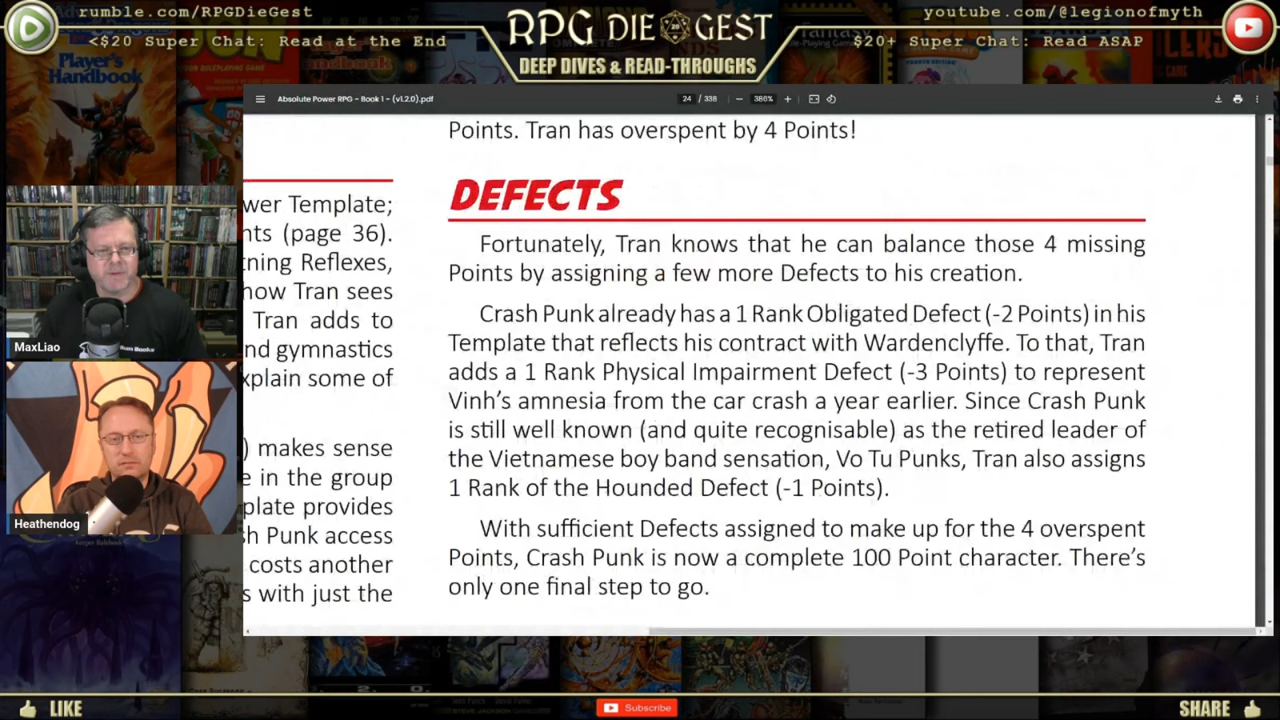 rumble.com/RPGDieGest
<$20 Super Chat: Read at the End
RPG DIE GEST
DEEP DIVES & READ-THROUGHS
youtube.com/@legionofmyth
$20+ Super Chat: Read ASAP
Player's
Handbook
Absolute Power RPG - Book 1 - (v1.2.0).pdf
24 / 338
386%
Points. Tran has overspent by 4 Points!
wer Template;
nts (page 36).
ning Reflexes,
how Tran sees
Tran adds to
nd gymnastics
xplain some of
) makes sense
e in the group
plate provides
sh Punk access
costs another
s with just the
DEFECTS
Fortunately, Tran knows that he can balance those 4 missing
Points by assigning a few more Defects to his creation.
Crash Punk already has a 1 Rank Obligated Defect (-2 Points) in his
Template that reflects his contract with Wardenclyffe. To that, Tran
adds a 1 Rank Physical Impairment Defect (-3 Points) to represent
Vinh's amnesia from the car crash a year earlier. Since Crash Punk
is still well known (and quite recognisable) as the retired leader of
the Vietnamese boy band sensation, Vo Tu Punks, Tran also assigns
1 Rank of the Hounded Defect (-1 Points).
With sufficient Defects assigned to make up for the 4 overspent
Points, Crash Punk is now a complete 100 Point character. There's
only one final step to go.
MaxLiao
Heathendog
LIKE
Subscribe
SHARE